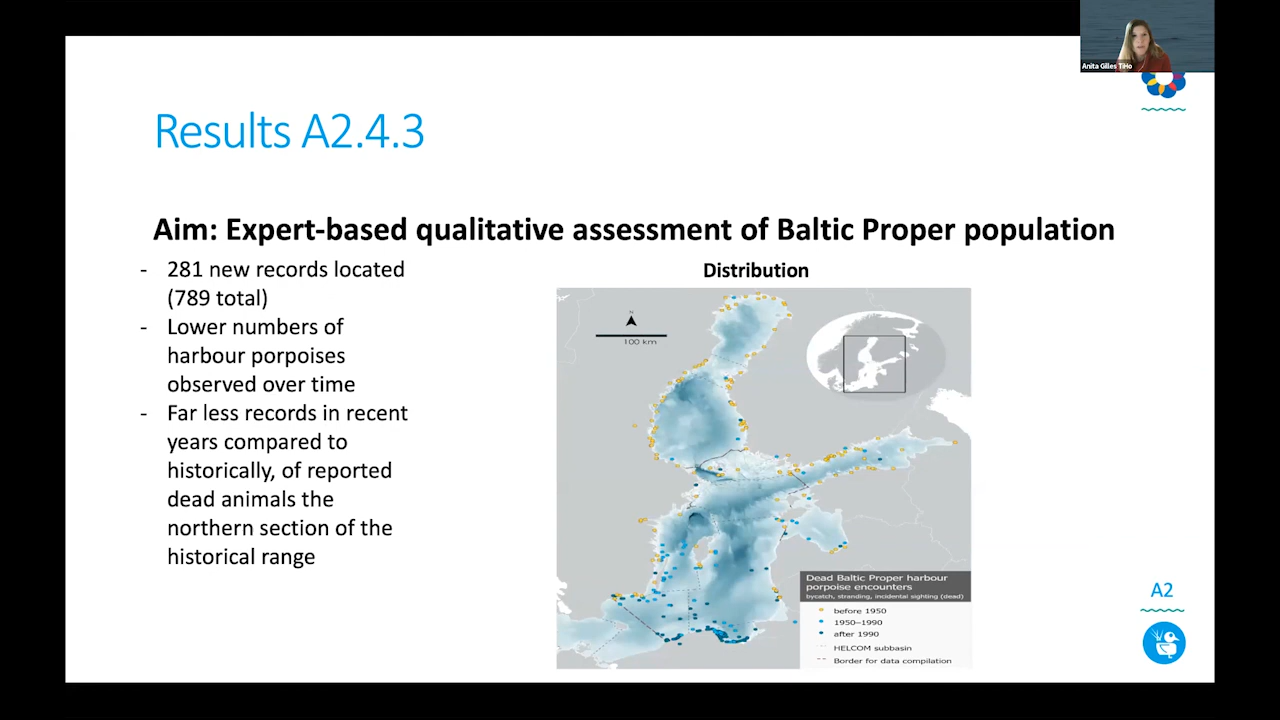 Anita Gilles TiHo
Results A2.4.3
Aim: Expert-based qualitative assessment of Baltic Proper population
- 281 new records located
(789 total)
- Lower numbers of
harbour porpoises
observed over time
- Far less records in recent
years compared to
historically, of reported
dead animals the
northern section of the
historical range
Distribution
N
100 km
Dead Baltic Proper harbour
porpoise encounters
bycatch, stranding, incidental sighting (dead)
before 1950
1950–1990
after 1990
HELCOM subbasin
Border for data compilation
A2